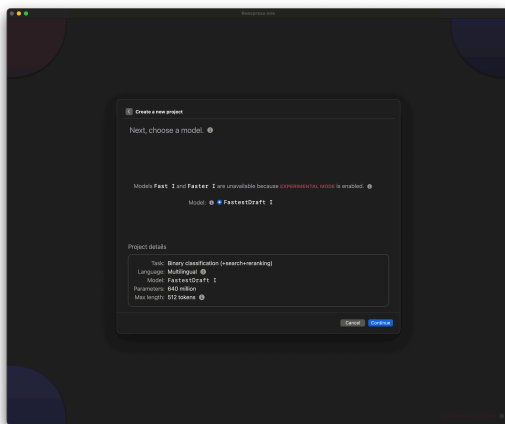 Create a new project
Next, choose a model.
Models Fast I and Faster I are unavailable because EXPERIMENTAL MODE is enabled.
Model: FastestDraft I
Project details
Task: Binary classification (+search+reranking)
Language: Multilingual
Model: FastestDraft I
Parameters: 640 million
Max length: 512 tokens
Cancel Continue